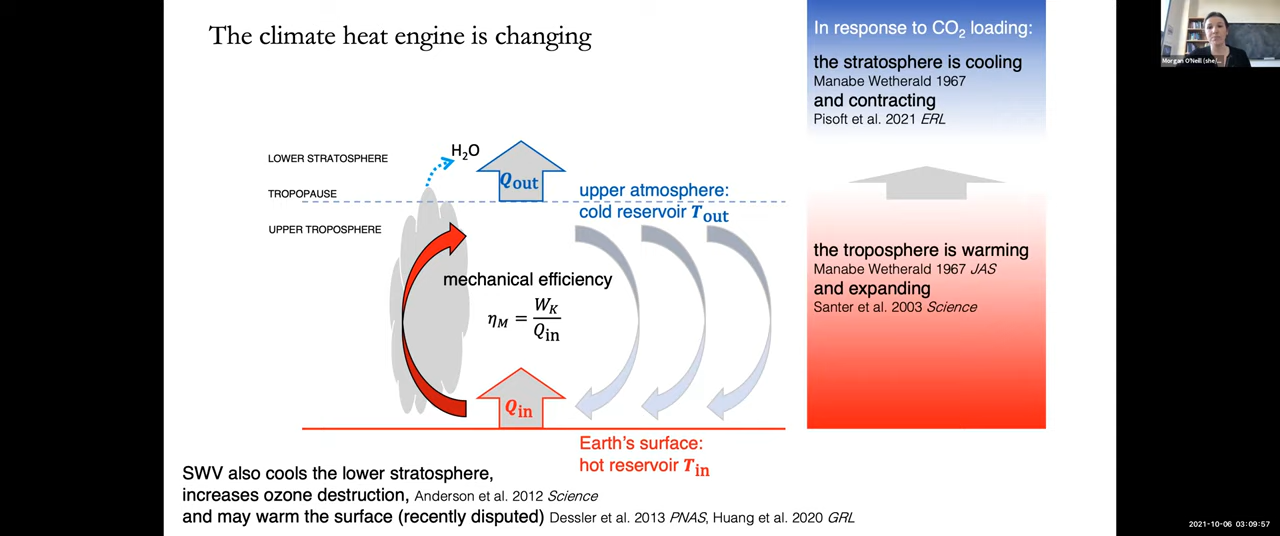 The climate heat engine is changing
In response to CO₂ loading:
the stratosphere is cooling
Manabe Wetherald 1967
and contracting
Pisoft et al. 2021 ERL
Morgan O'Neill (she)...
LOWER STRATOSPHERE
H₂O
Qout
TROPOPAUSE
upper atmosphere:
cold reservoir Tout
UPPER TROPOSPHERE
the troposphere is warming
Manabe Wetherald 1967 JAS
and expanding
Santer et al. 2003 Science
mechanical efficiency
ηM = WK / Qin
Qin
Earth's surface:
hot reservoir Tin
SWV also cools the lower stratosphere,
increases ozone destruction, Anderson et al. 2012 Science
and may warm the surface (recently disputed) Dessler et al. 2013 PNAS, Huang et al. 2020 GRL
2021-10-06 03:09:57